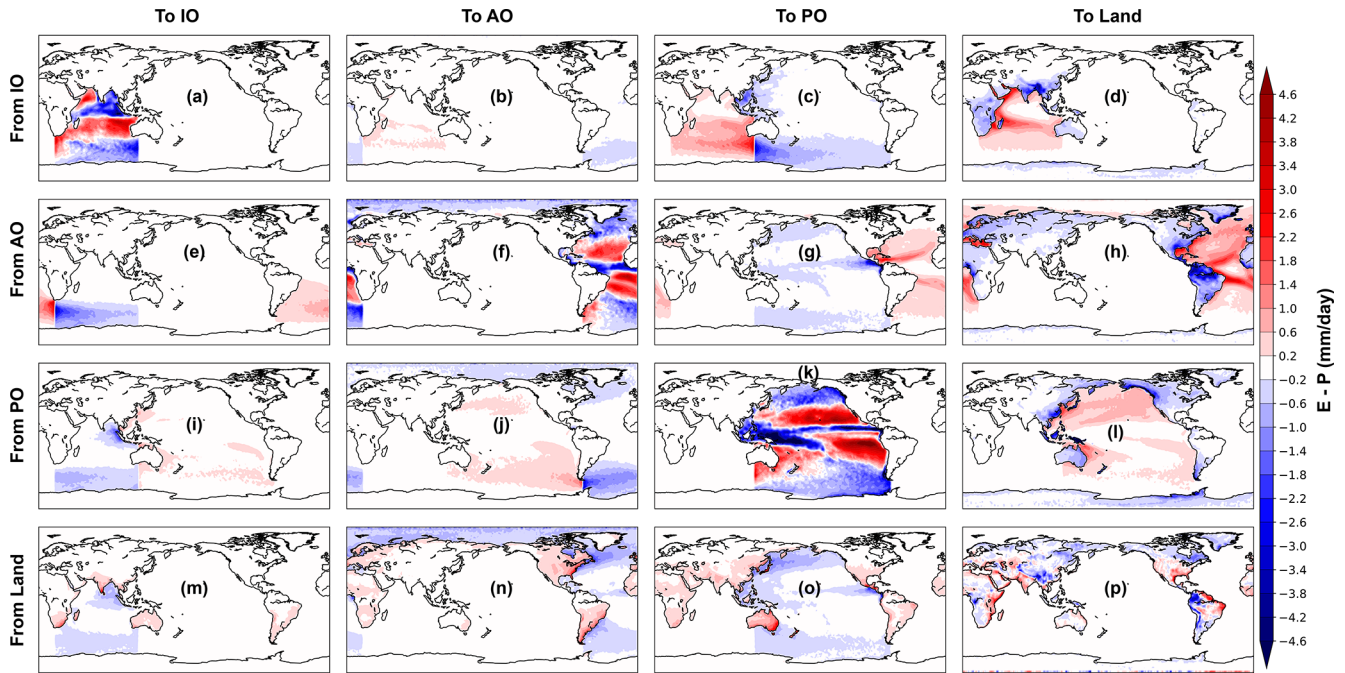 To IO
To AO
To PO
To Land
From IO
(a)
(b)
(c)
(d)
From AO
(e)
(f)
(g)
(h)
From PO
(i)
(j)
(k)
(l)
From Land
(m)
(n)
(o)
(p)
4.6
4.2
3.8
3.4
3.0
2.6
2.2
1.8
1.4
1.0
0.6
0.2
−0.2
−0.6
−1.0
−1.4
−1.8
−2.2
−2.6
−3.0
−3.4
−3.8
−4.2
−4.6
E - P (mm/day)